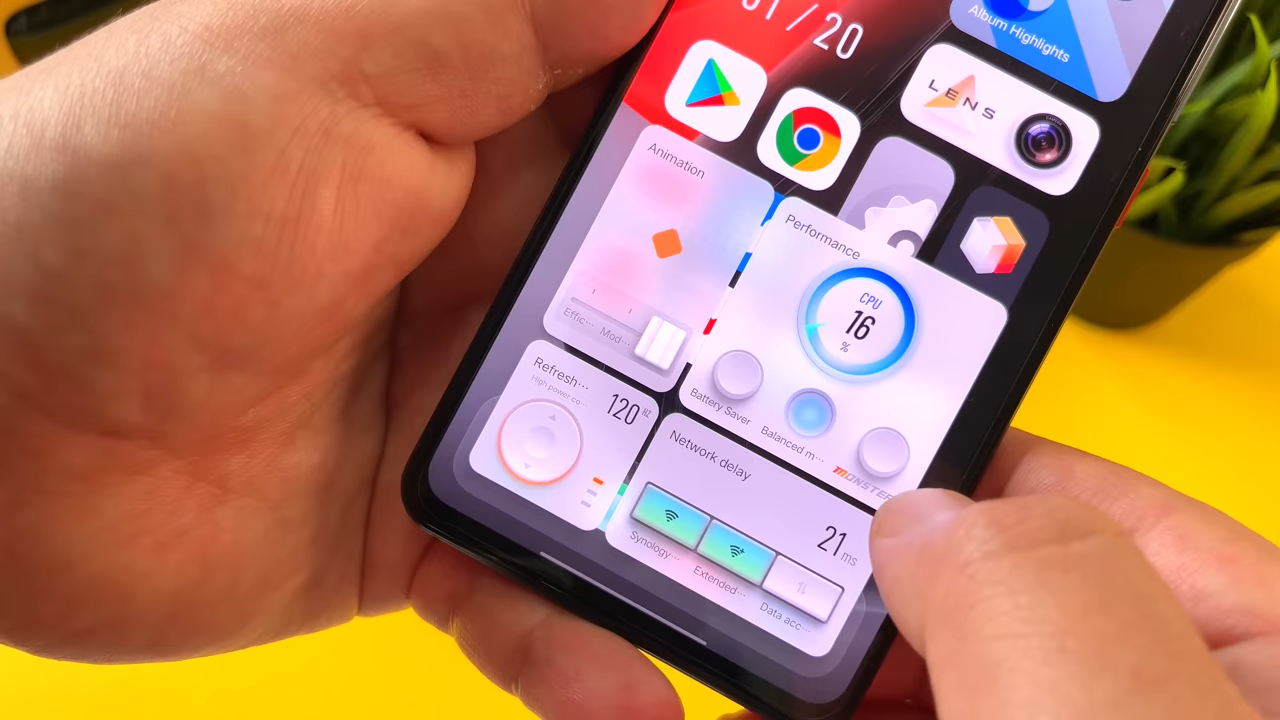 01 / 20
Album Highlights
LENS
Animation
Effic···
Mod···
Performance
CPU
16
%
Battery Saver
Balanced m···
MONSTER
Refresh···
High power co···
120 Hz
Network delay
21 ms
Synology···
Extended···
Data acc···